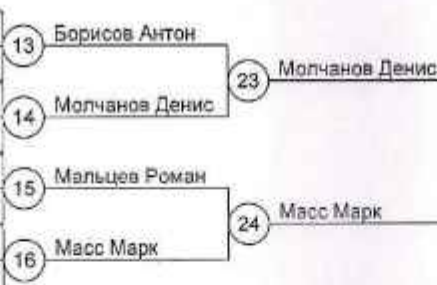 13 Борисов Антон
23 Молчанов Денис
14 Молчанов Денис
15 Мальцев Роман
24 Масс Марк
16 Масс Марк